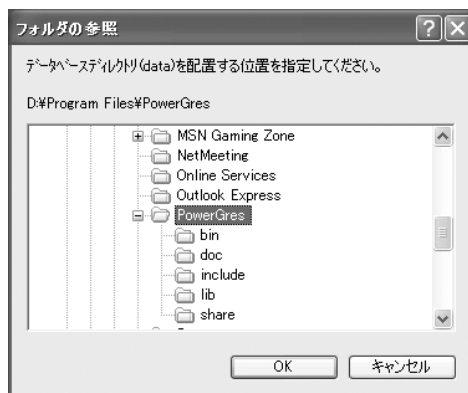 フォルダの参照
ﾃﾞｰﾀﾍﾞｰｽﾃﾞｨﾚｸﾄﾘ(data)を配置する位置を指定してください。
D:¥Program Files¥PowerGres
MSN Gaming Zone
NetMeeting
Online Services
Outlook Express
PowerGres
bin
doc
include
lib
share
OK
キャンセル